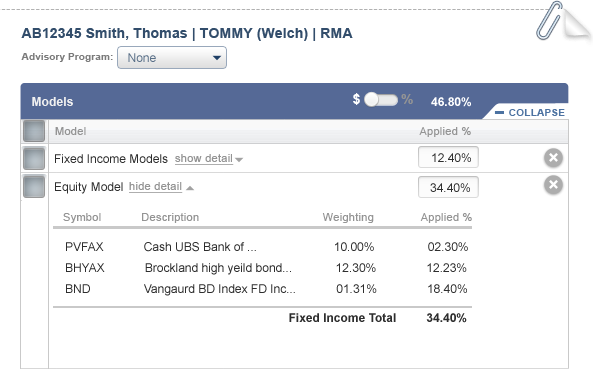 AB12345 Smith, Thomas | TOMMY (Welch) | RMA
Advisory Program: None
Models $ % 46.80%
COLLAPSE
Model Applied %
Fixed Income Models show detail 12.40%
Equity Model hide detail 34.40%
Symbol Description Weighting Applied %
PVFAX Cash UBS Bank of ... 10.00% 02.30%
BHYAX Brockland high yeild bond... 12.30% 12.23%
BND Vangaurd BD Index FD Inc... 01.31% 18.40%
Fixed Income Total 34.40%